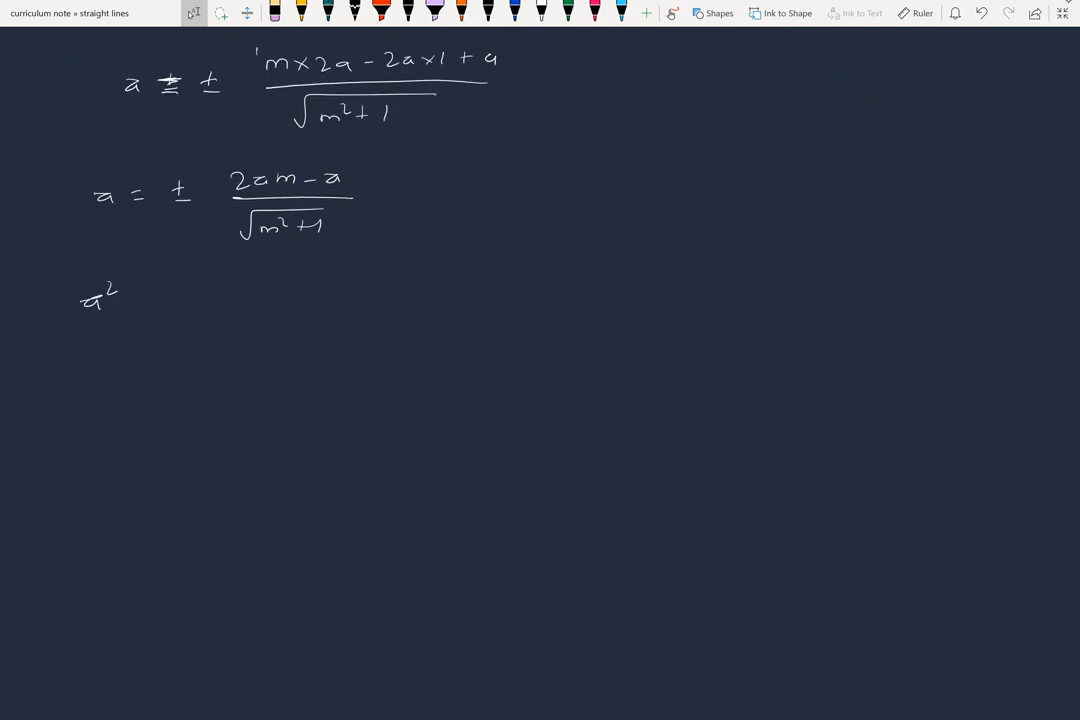 curriculum note » straight lines
Shapes Ink to Shape Ink to Text Ruler
a ± ± m×2a - 2a×1 + a
√m²+1
a = ± 2am - a
√m²+1
a²